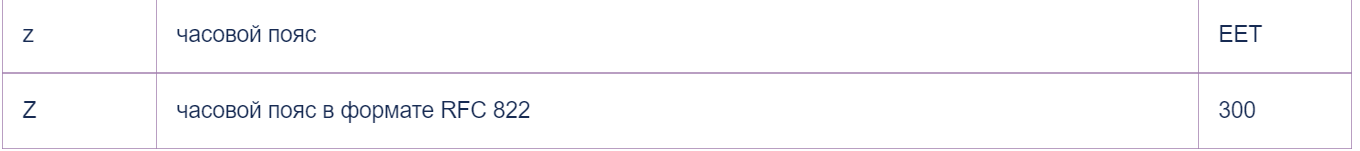 z часовой пояс EET
Z часовой пояс в формате RFC 822 300